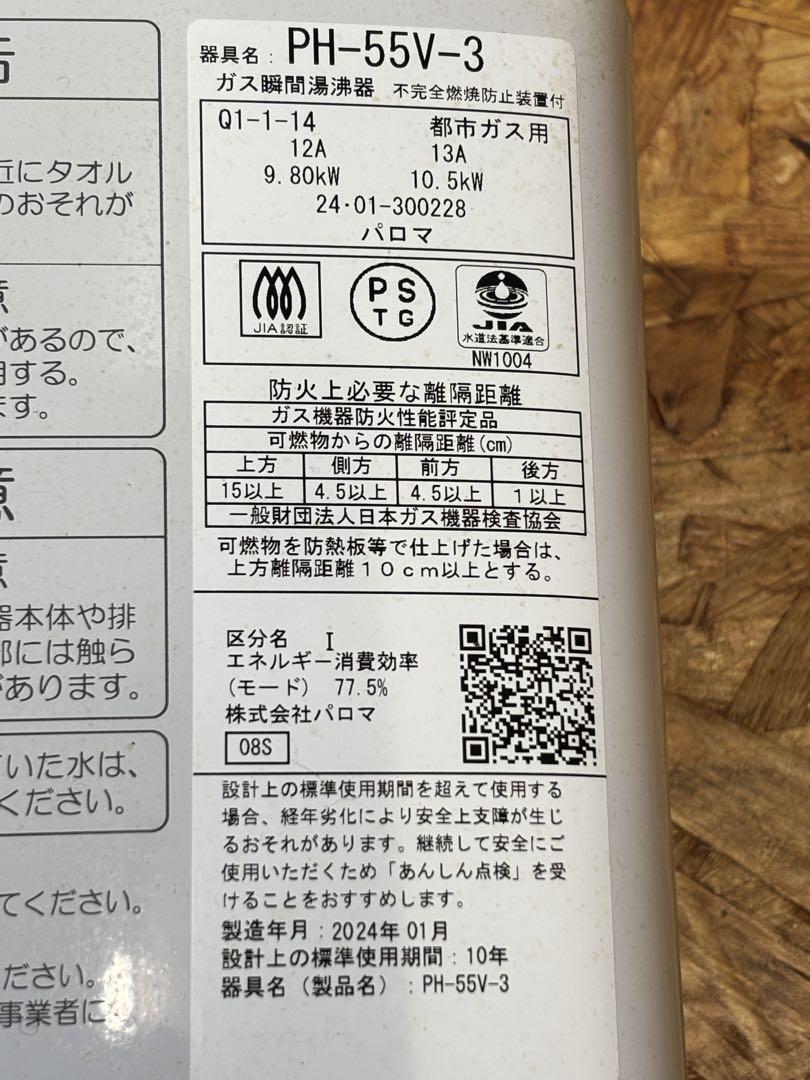 告
近にタオル
のおそれが
意
があるので、
用する。
ます。
意
意
器本体や排
部には触ら
があります。
いた水は、
ください。
てください。
ださい。
事業者に
器具名: PH-55V-3
ガス瞬間湯沸器 不完全燃焼防止装置付
Q1-1-14 都市ガス用
12A 13A
9.80kW 10.5kW
24・01-300228
パロマ
JIA認証
PS
TG
JIA
水道法基準適合
NW1004
防火上必要な離隔距離
ガス機器防火性能評定品
可燃物からの離隔距離(cm)
上方 側方 前方 後方
15以上 4.5以上 4.5以上 1以上
一般財団法人日本ガス機器検査協会
可燃物を防熱板等で仕上げた場合は、
上方離隔距離10cm以上とする。
区分名 I
エネルギー消費効率
(モード) 77.5%
株式会社パロマ
08S
設計上の標準使用期間を超えて使用する
場合、経年劣化により安全上支障が生じ
るおそれがあります。継続して安全にご
使用いただくため「あんしん点検」を受
けることをおすすめします。
製造年月:2024年01月
設計上の標準使用期間:10年
器具名(製品名):PH-55V-3